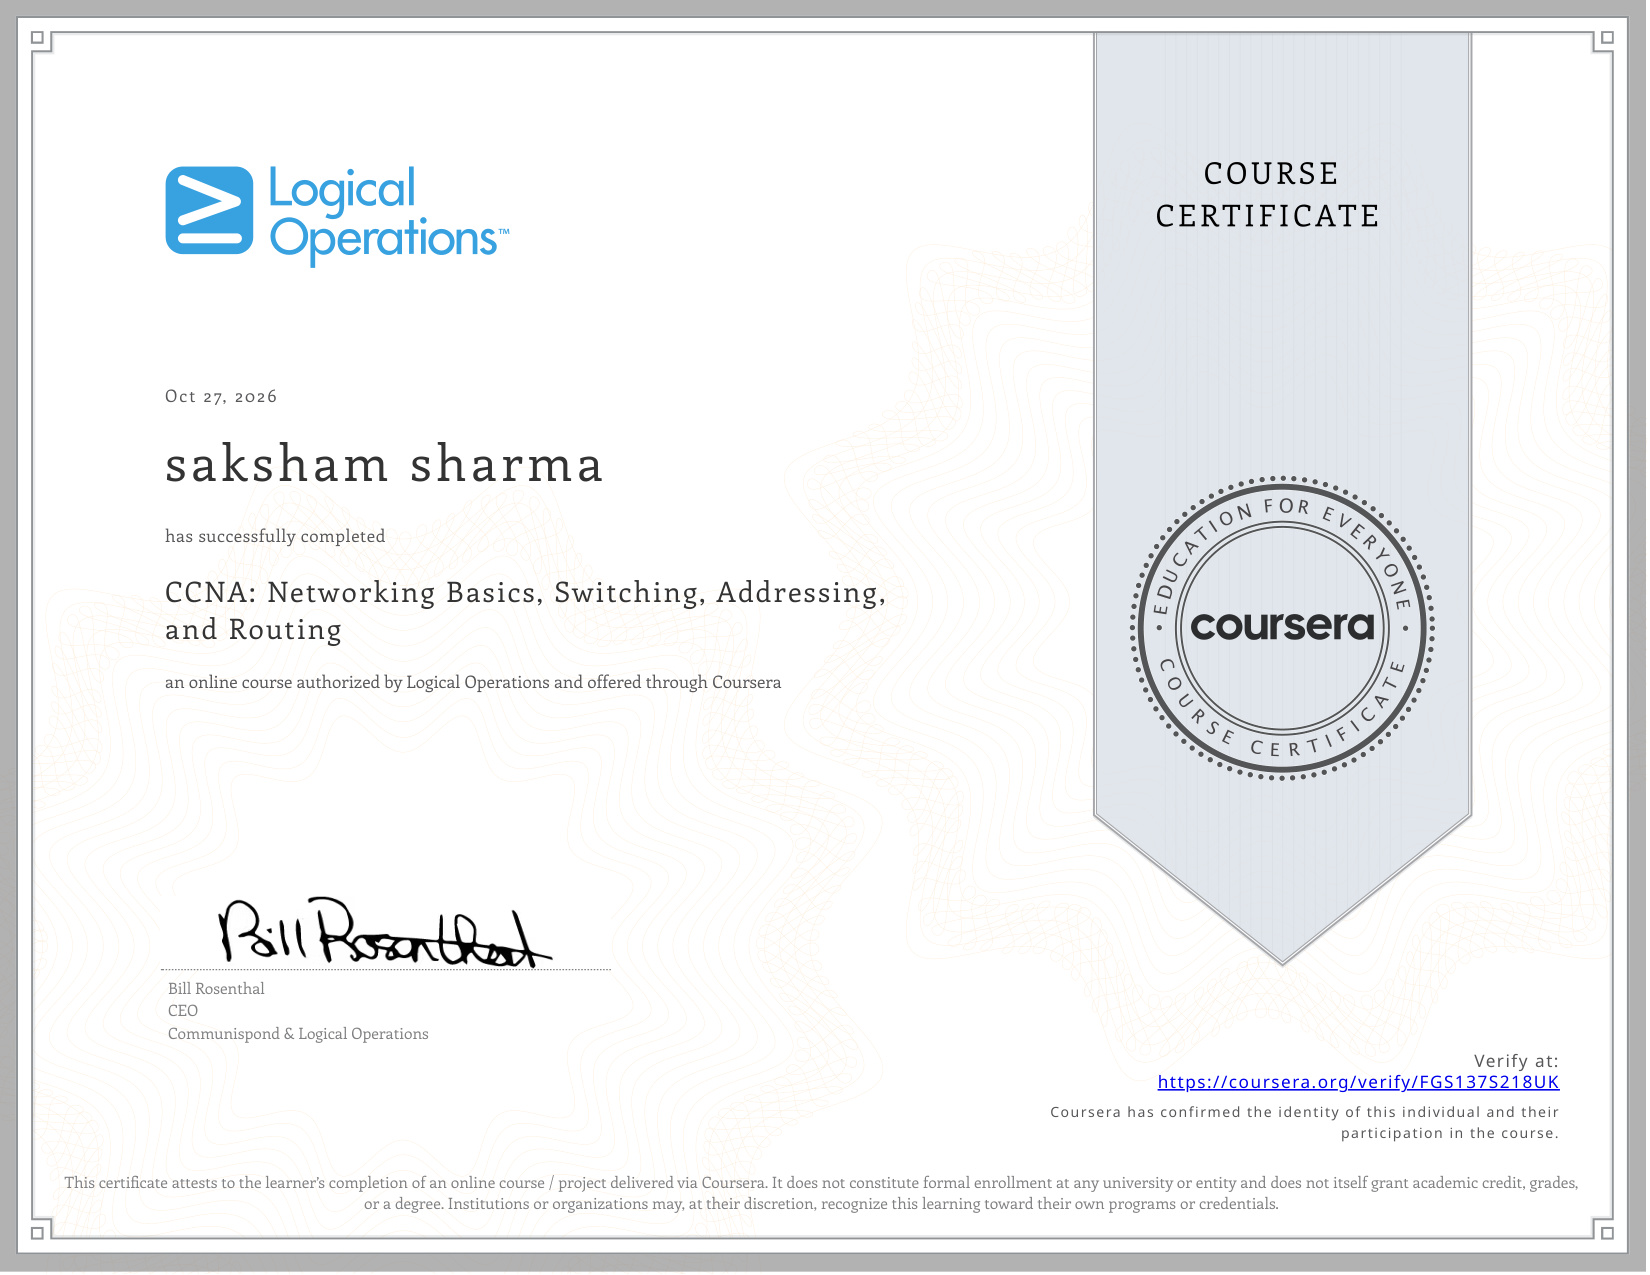 Logical
Operations™
COURSE
CERTIFICATE
Oct 27, 2026
saksham sharma
has successfully completed
CCNA: Networking Basics, Switching, Addressing,
and Routing
an online course authorized by Logical Operations and offered through Coursera
• EDUCATION FOR EVERYONE •
coursera
COURSE CERTIFICATE
Bill Rosenthal
Bill Rosenthal
CEO
Communispond & Logical Operations
Verify at:
https://coursera.org/verify/FGS137S218UK
Coursera has confirmed the identity of this individual and their
participation in the course.
This certificate attests to the learner's completion of an online course / project delivered via Coursera. It does not constitute formal enrollment at any university or entity and does not itself grant academic credit, grades,
or a degree. Institutions or organizations may, at their discretion, recognize this learning toward their own programs or credentials.